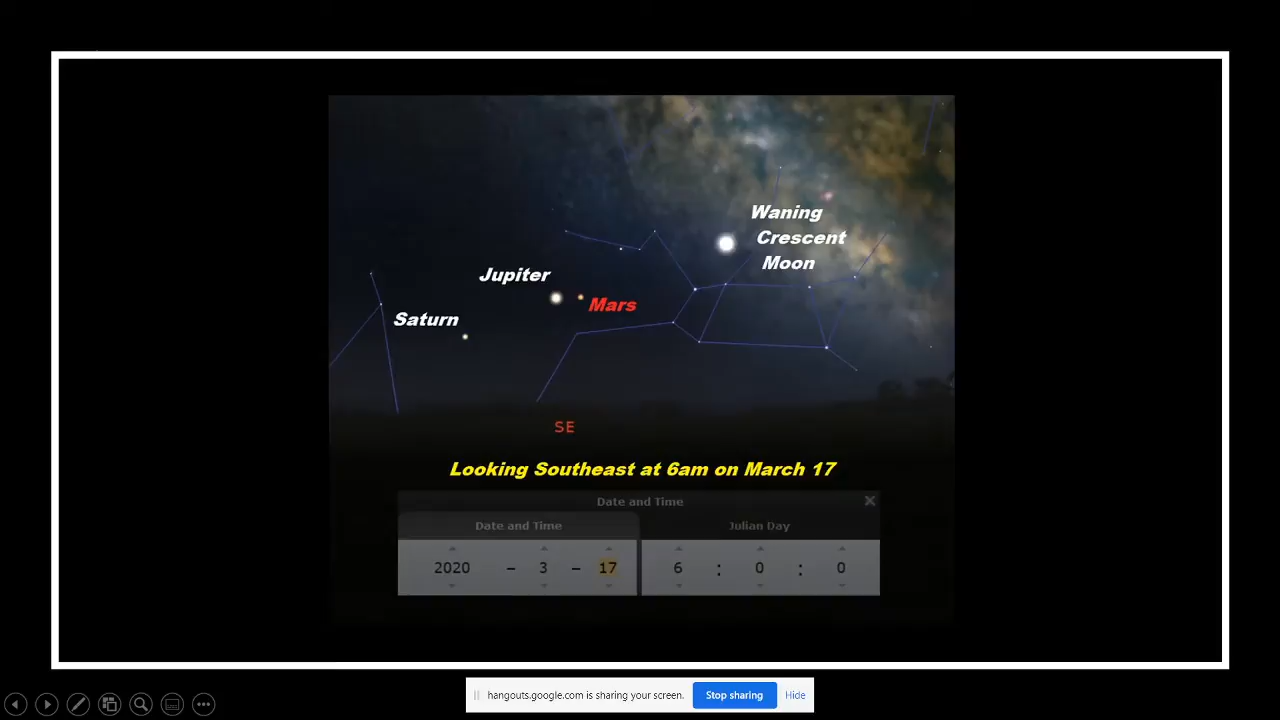 Waning
Crescent
Moon
Jupiter
Mars
Saturn
SE
Looking Southeast at 6am on March 17
Date and Time
Date and Time
Julian Day
2020 – 3 – 17
6 : 0 : 0
hangouts.google.com is sharing your screen.
Stop sharing
Hide